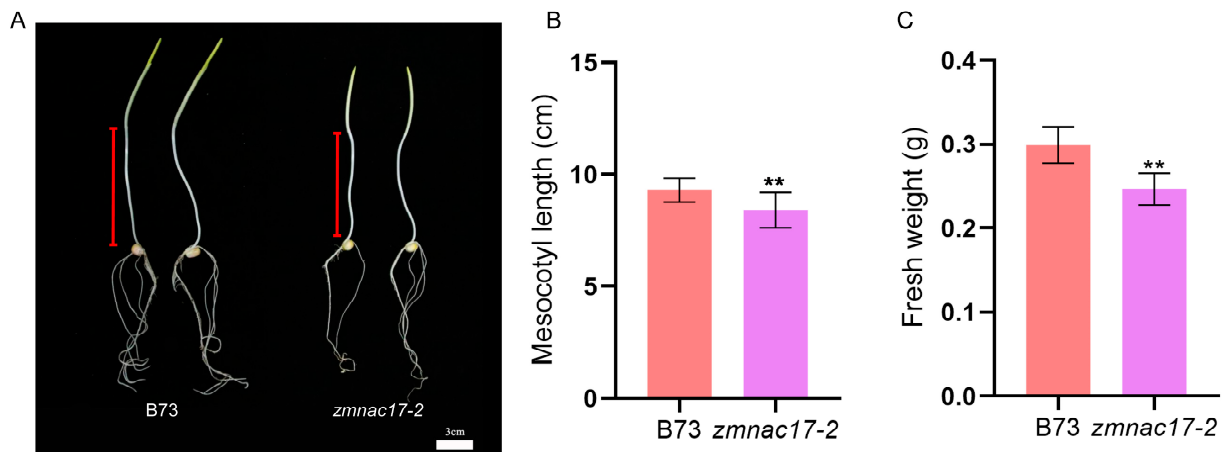 A
B73
zmnac17-2
3cm
B
Mesocotyl length (cm)
15
10
5
0
**
B73 zmnac17-2
C
Fresh weight (g)
0.4
0.3
0.2
0.1
0.0
**
B73 zmnac17-2